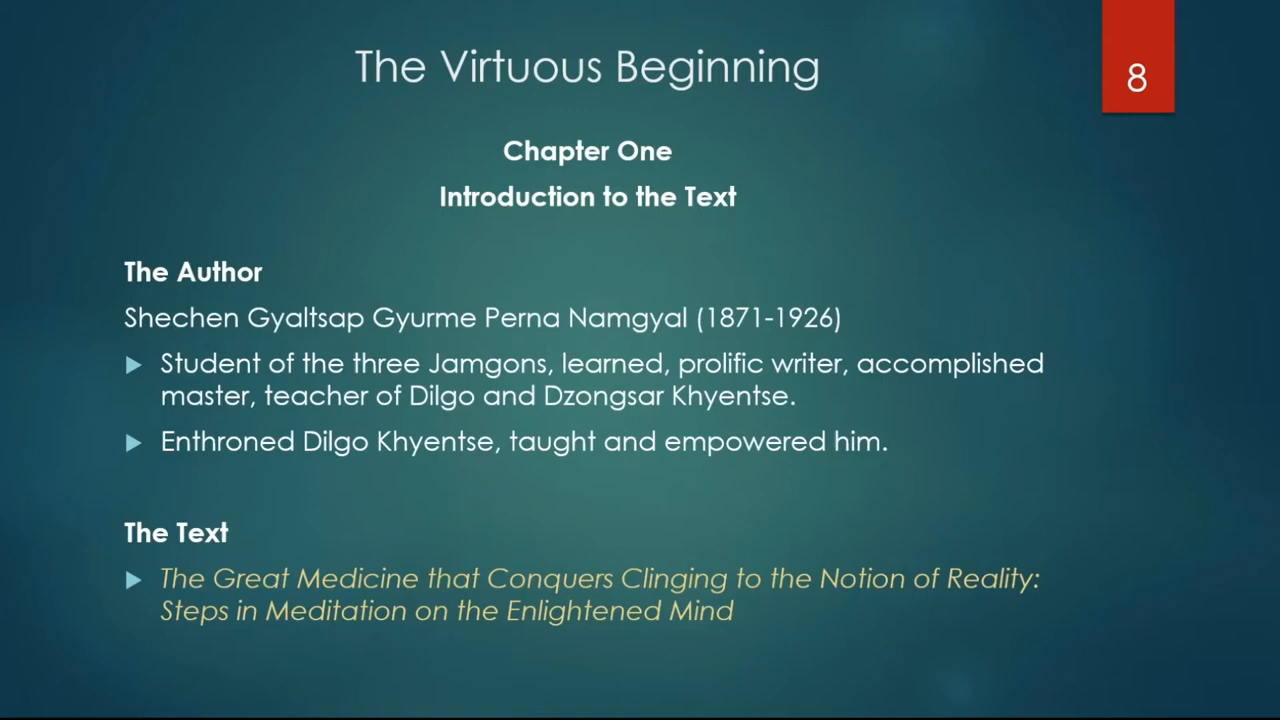 The Virtuous Beginning
8
Chapter One
Introduction to the Text
The Author
Shechen Gyaltsap Gyurme Perna Namgyal (1871-1926)
Student of the three Jamgons, learned, prolific writer, accomplished
master, teacher of Dilgo and Dzongsar Khyentse.
Enthroned Dilgo Khyentse, taught and empowered him.
The Text
The Great Medicine that Conquers Clinging to the Notion of Reality:
Steps in Meditation on the Enlightened Mind